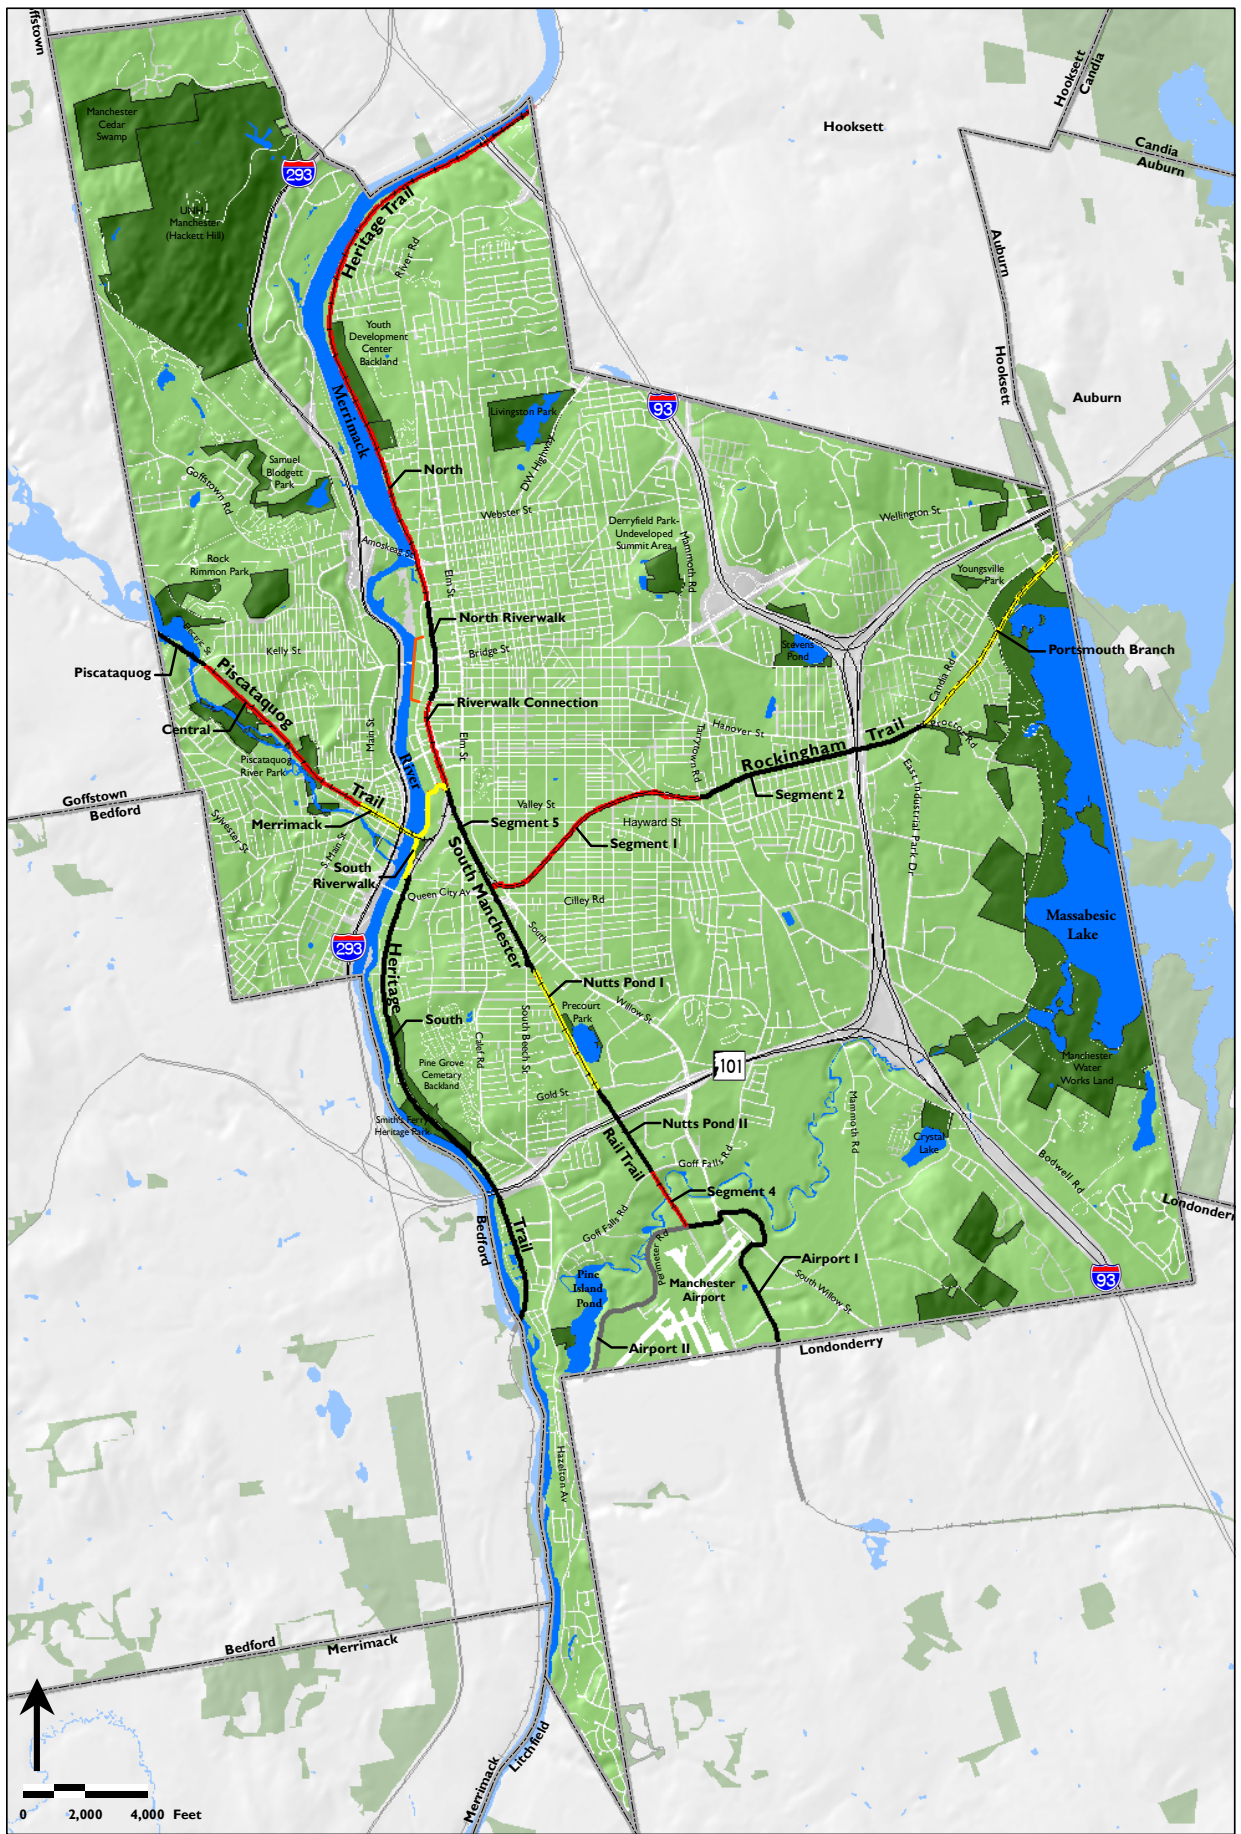 ffstown
Hooksett
Candia
Hooksett
Candia
Auburn
Manchester
Cedar
Swamp
293
UNH -
Manchester
(Hackett Hill)
Heritage Trail
River Rd
Auburn
Hooksett
Auburn
Youth
Development
Center
Backland
Merrimack
Livingston Park
93
DW Highway
North
Samuel
Blodgett
Park
Goffstown Rd
Webster St
Wellington St
Derryfield Park-
Undeveloped
Summit Area
Mammoth Rd
Amoskeag St
Rock
Rimmon Park
Elm St
Youngsville
Park
North Riverwalk
Kelly St
Bridge St
Stevens
Pond
Portsmouth Branch
Piscataquog
Piscataquog
Candia Rd
Riverwalk Connection
Central
Main St
Elm St
Hanover St
Tarrytown Rd
Rockingham
Trail
Proctor Rd
Piscataquog
River Park
River
Trail
East Industrial Park Dr
Segment 2
Goffstown
Bedford
Valley St
Hayward St
Sylvester St
Merrimack
Segment 5
Segment 1
S. Main St
South
Riverwalk
South Manchester
Queen City Av
Cilley Rd
Massabesic
Lake
293
Heritage
South
Nutts Pond I
Precourt
Park
Willow St
South
Calef Rd
South Beech St
Pine Grove
Cemetary
Backland
101
Manchester
Water
Works Land
Gold St
Smith's Ferry
Heritage Park
Nutts Pond II
Mammoth Rd
Crystal
Lake
Rail Trail
Goff Falls Rd
Bodwell Rd
Segment 4
Londonderry
Bedford
Trail
Goff Falls Rd
Perimeter Rd
Airport I
Pine
Island
Pond
Manchester
Airport
South Willow St
93
Airport II
Londonderry
Hazelton Av
Bedford
Merrimack
Merrimack
Litchfield
0 2,000 4,000 Feet